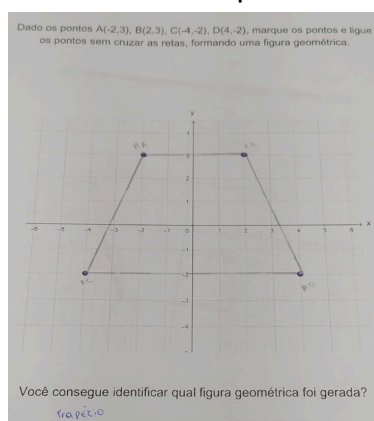 Dado os pontos A(-2,3), B(2,3), C(-4,-2), D(4,-2), marque os pontos e ligue
os pontos sem cruzar as retas, formando uma figura geométrica.
y
4
3
2
1
-6 -5 -4 -3 -2 -1 0 1 2 3 4 5 6 x
-1
-2
-3
-4
Você consegue identificar qual figura geométrica foi gerada?
Trapézio